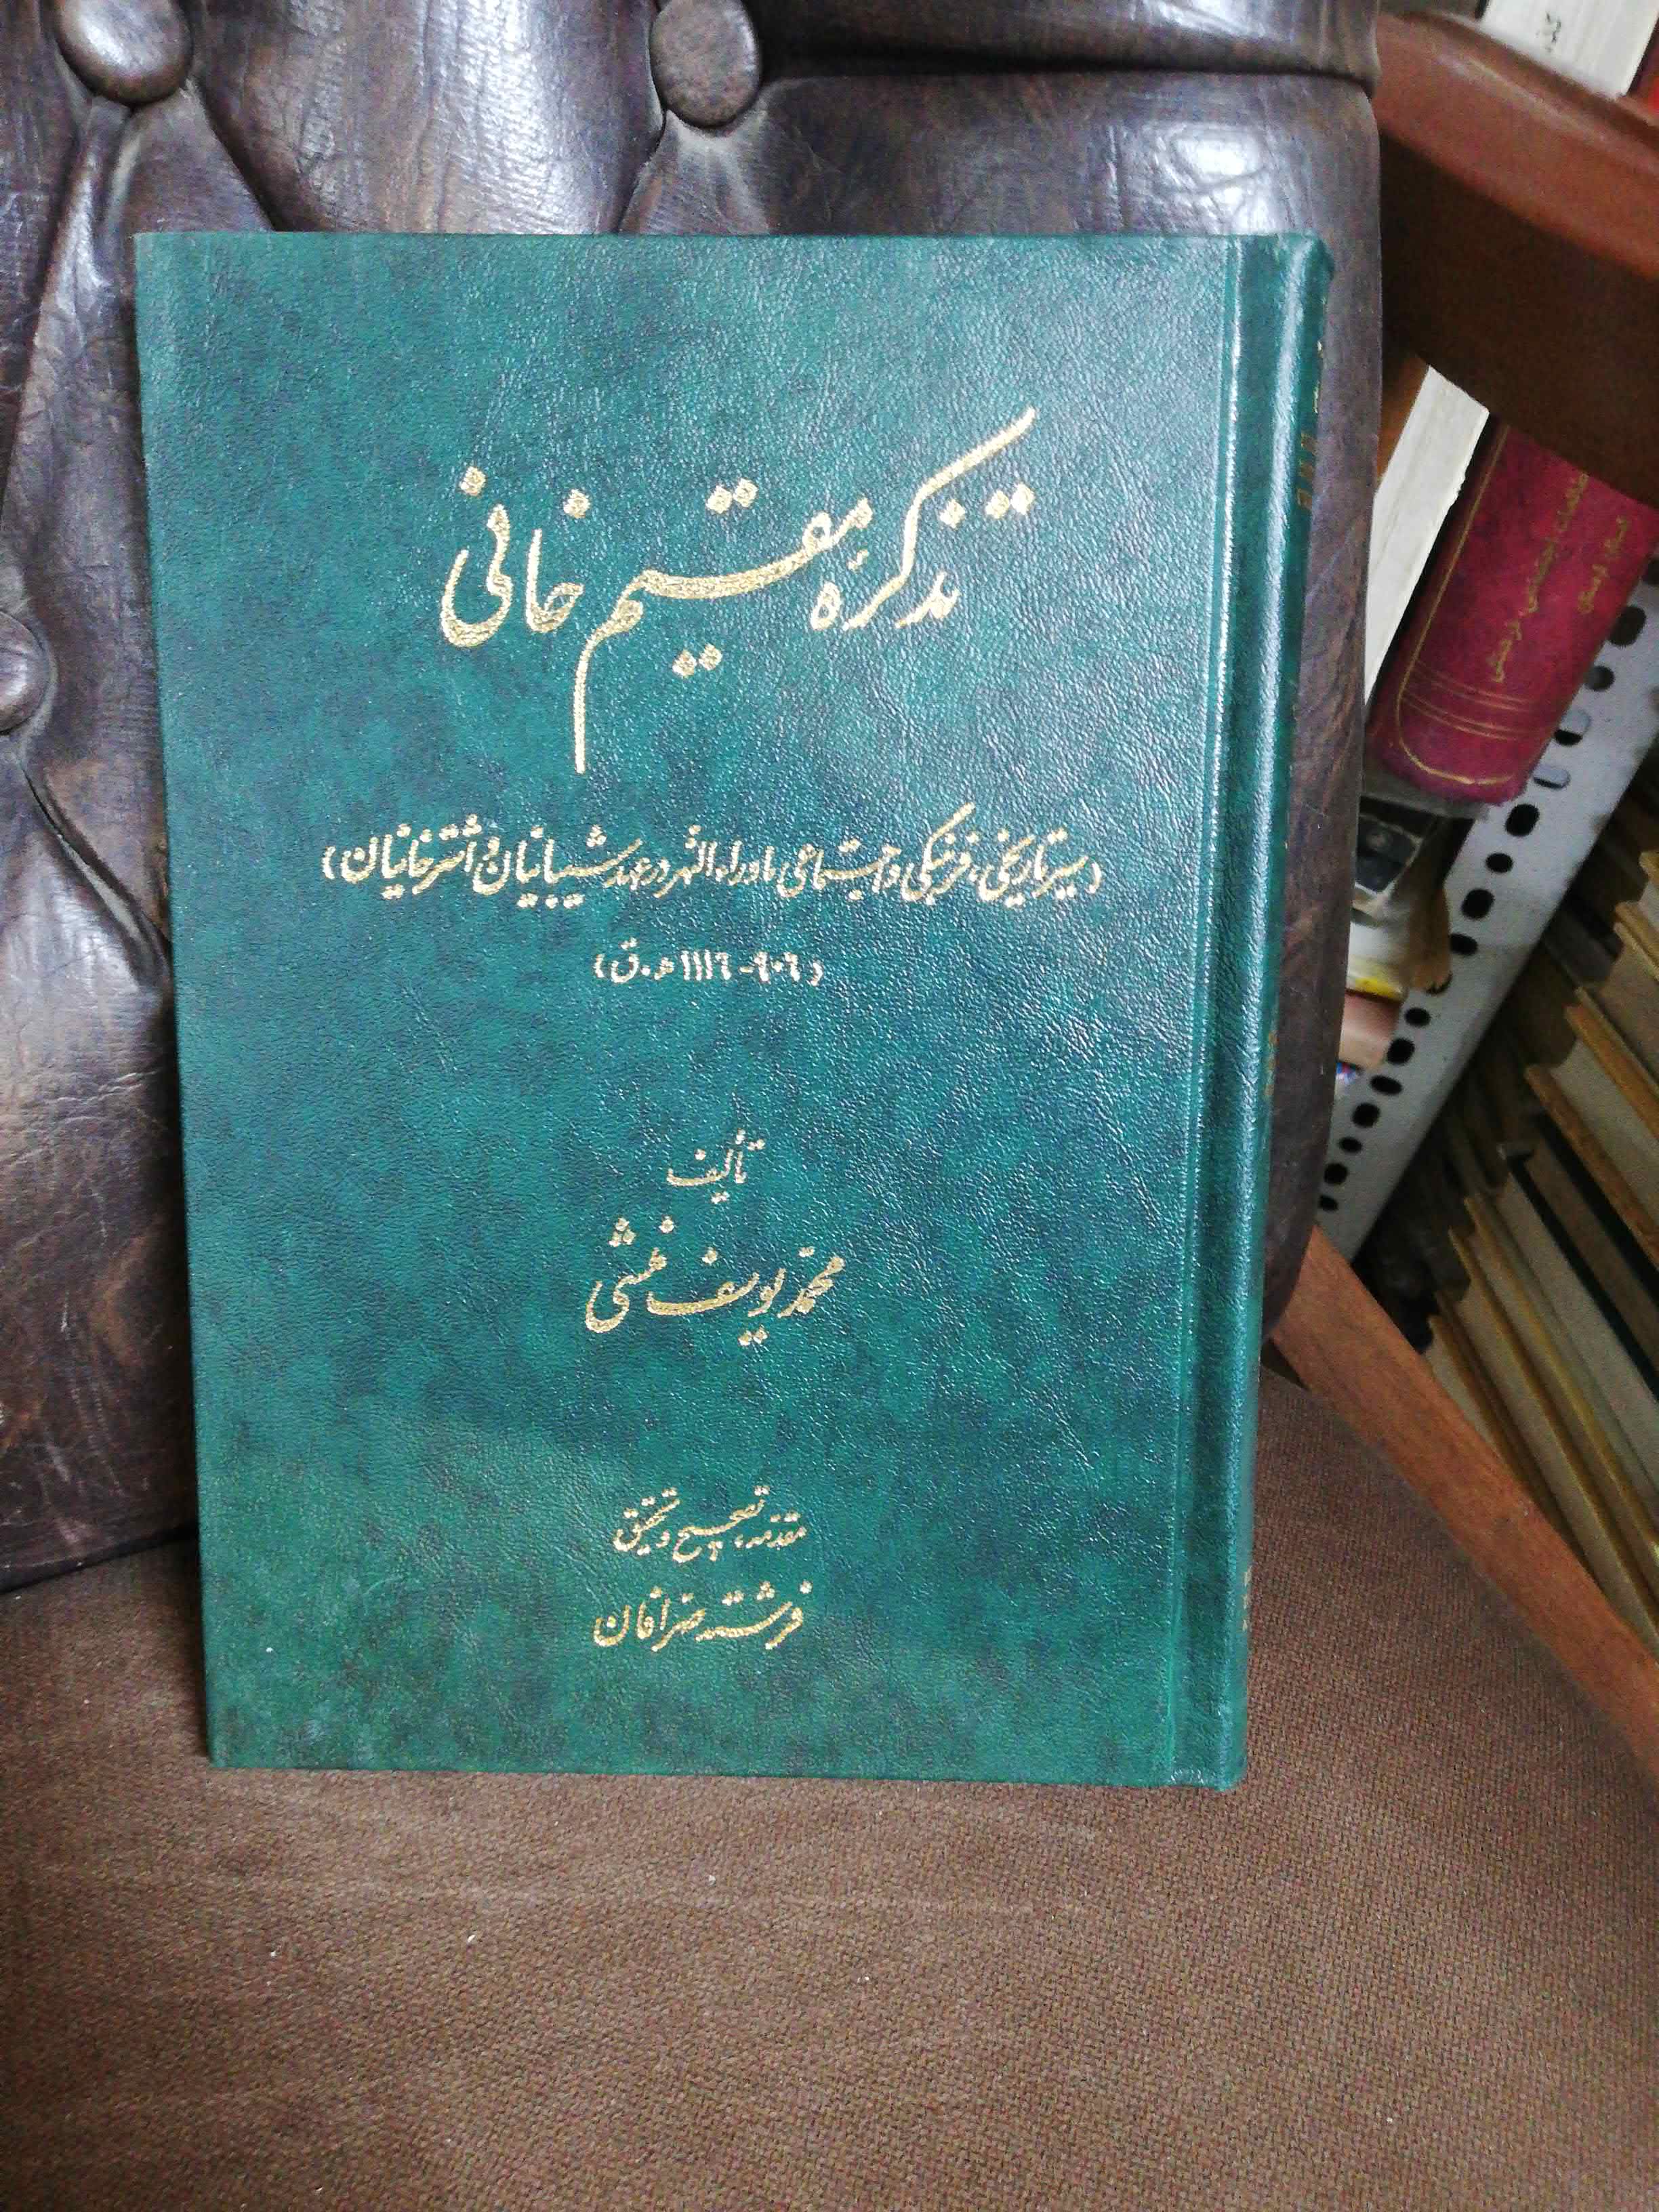 تذکرهٔ مقیم خانی
(سیر تاریخی، فرهنگی و اجتماعی ماوراءالنهر در عهد شیبانیان و اشترخانیان)
(۹۰۶-۱۱۱۶ ه.ق)
تألیف
محمّد یوسف منشی
مقدمه، تصحیح و تحقیق
فرشته صرافان